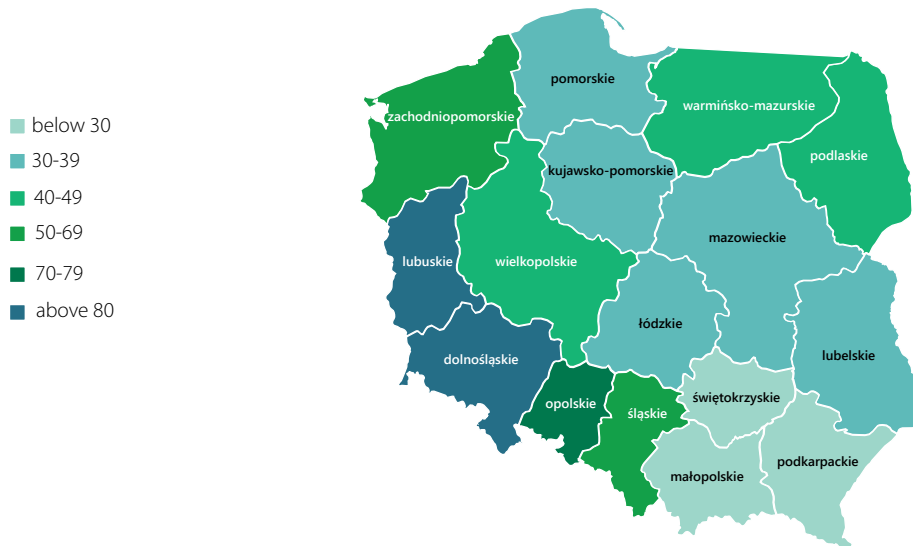 below 30
30-39
40-49
50-69
70-79
above 80
pomorskie
warmińsko-mazurskie
zachodniopomorskie
podlaskie
kujawsko-pomorskie
mazowieckie
lubuskie
wielkopolskie
łódzkie
dolnośląskie
lubelskie
opolskie
śląskie
świętokrzyskie
małopolskie
podkarpackie